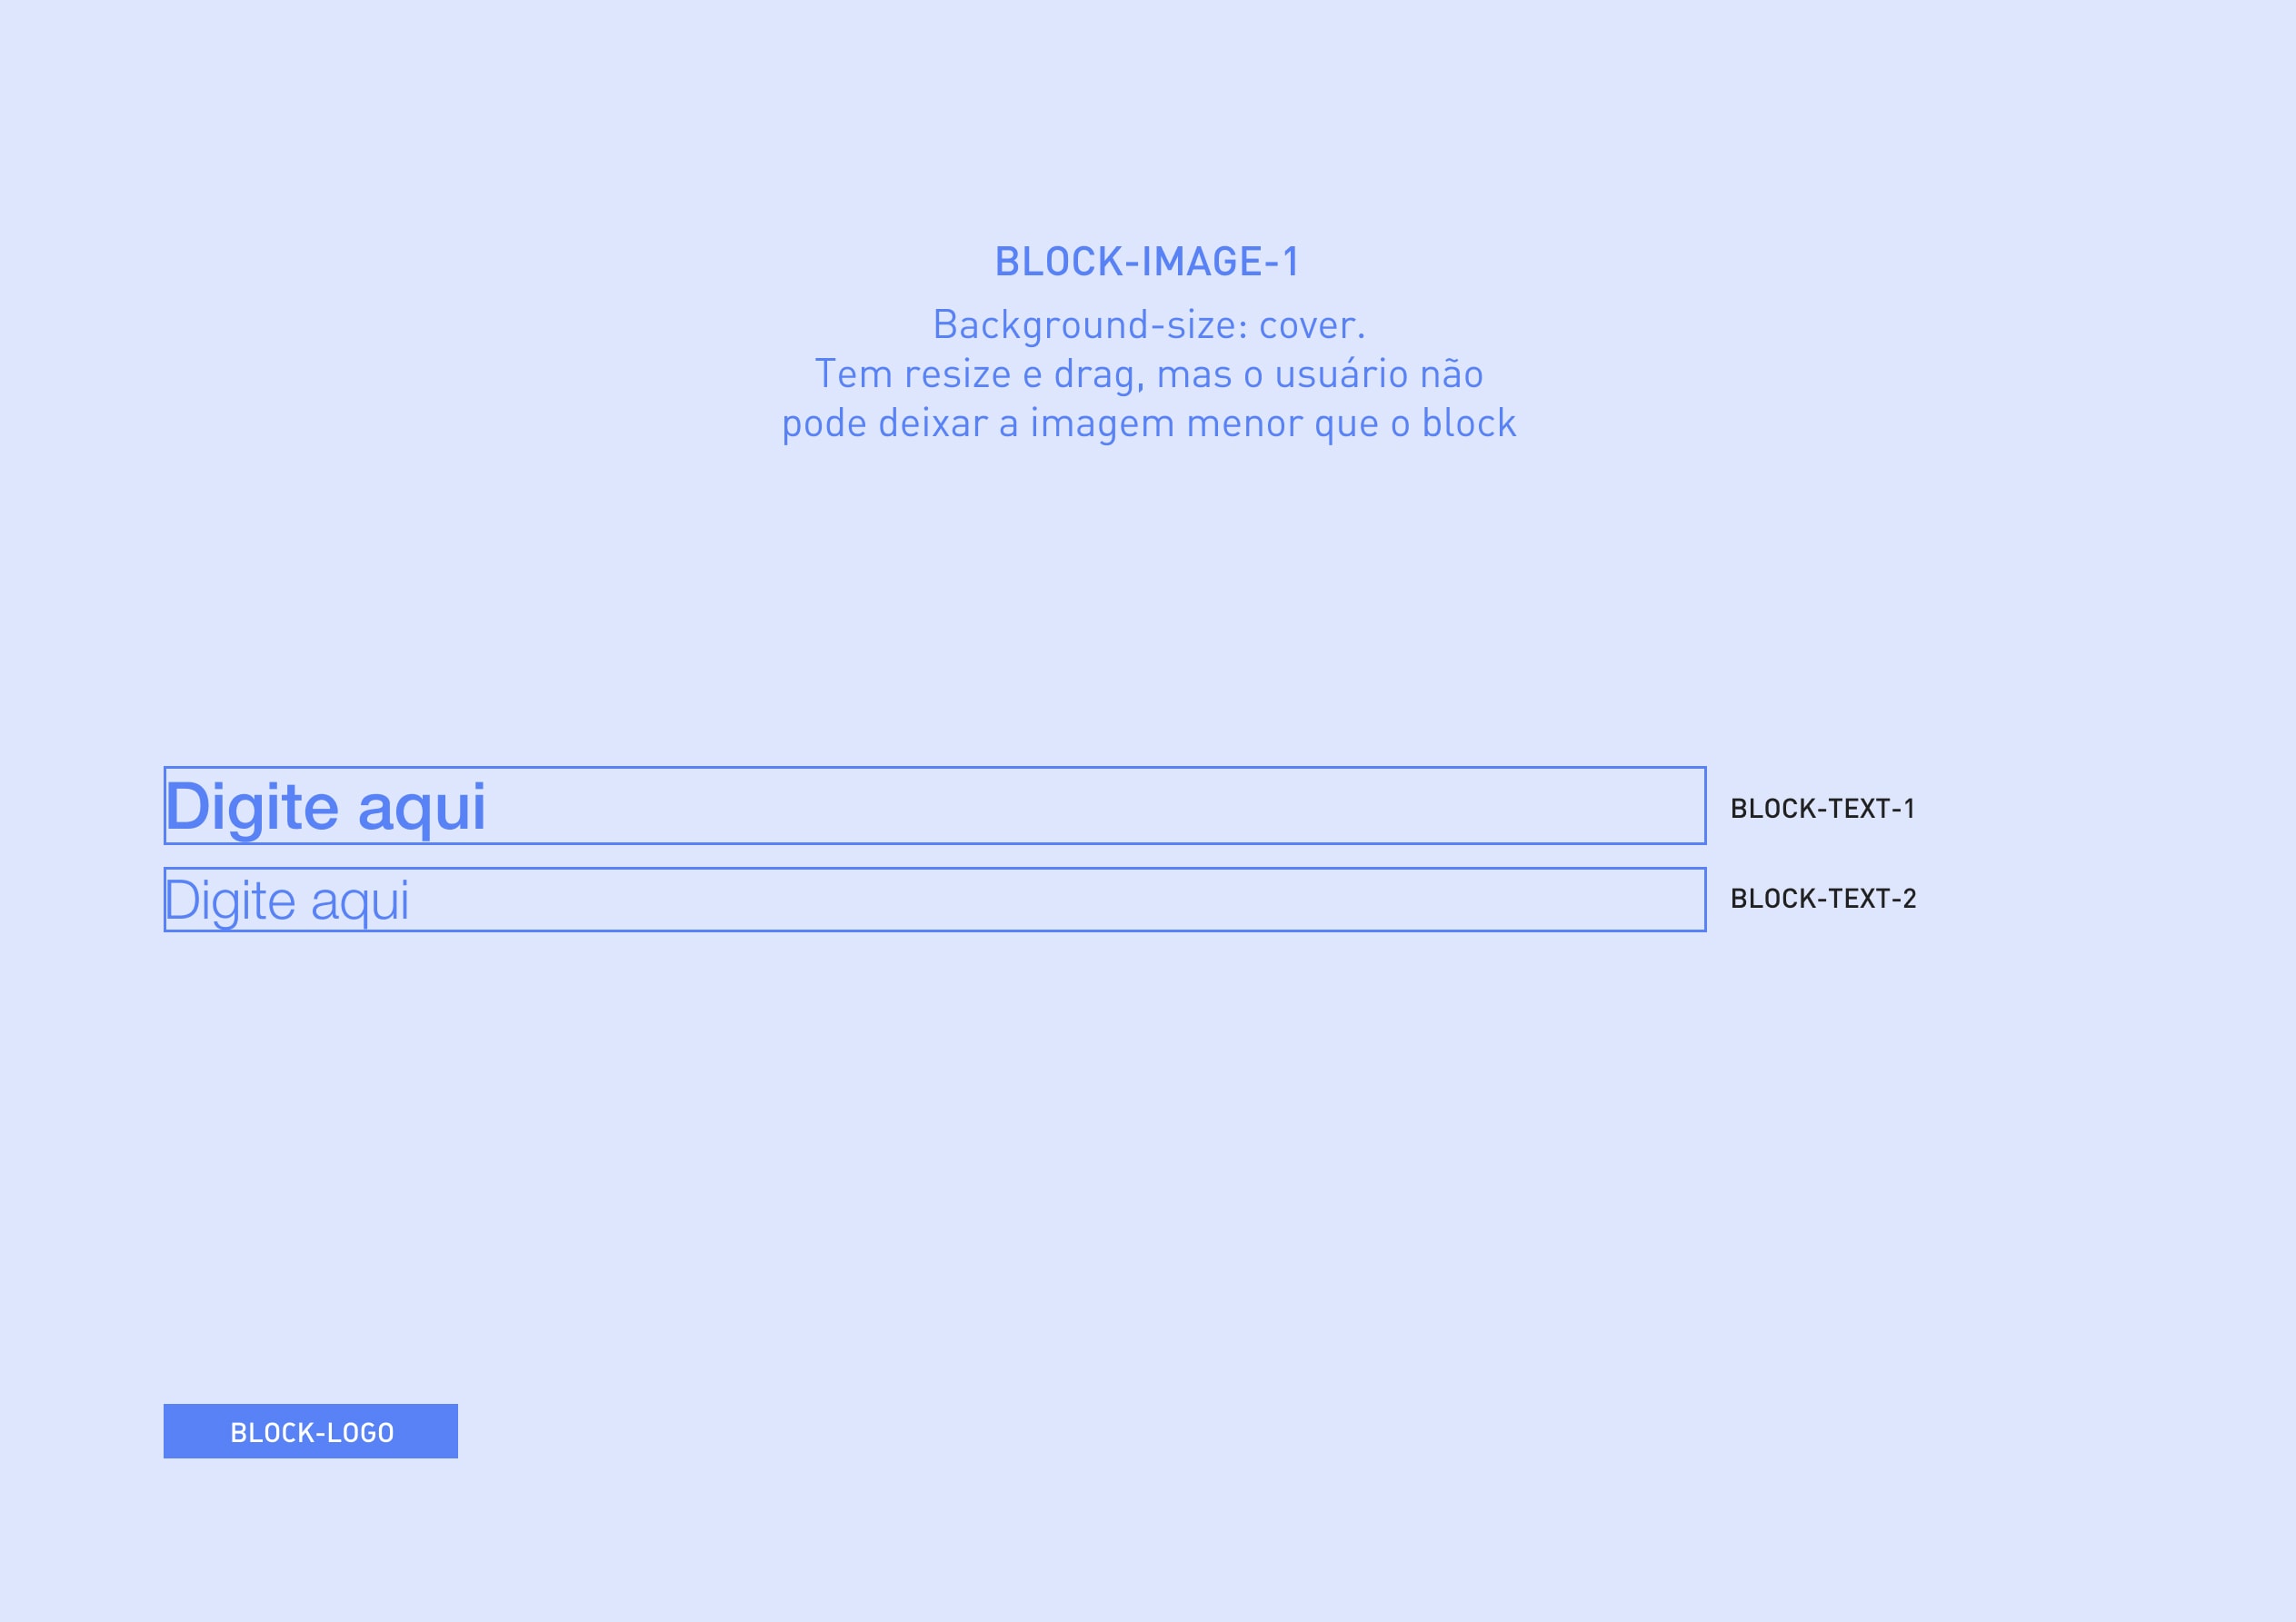 BLOCK-IMAGE-1
Background-size: cover.
Tem resize e drag, mas o usuário não
pode deixar a imagem menor que o block
Digite aqui
BLOCK-TEXT-1
Digite aqui
BLOCK-TEXT-2
BLOCK-LOGO